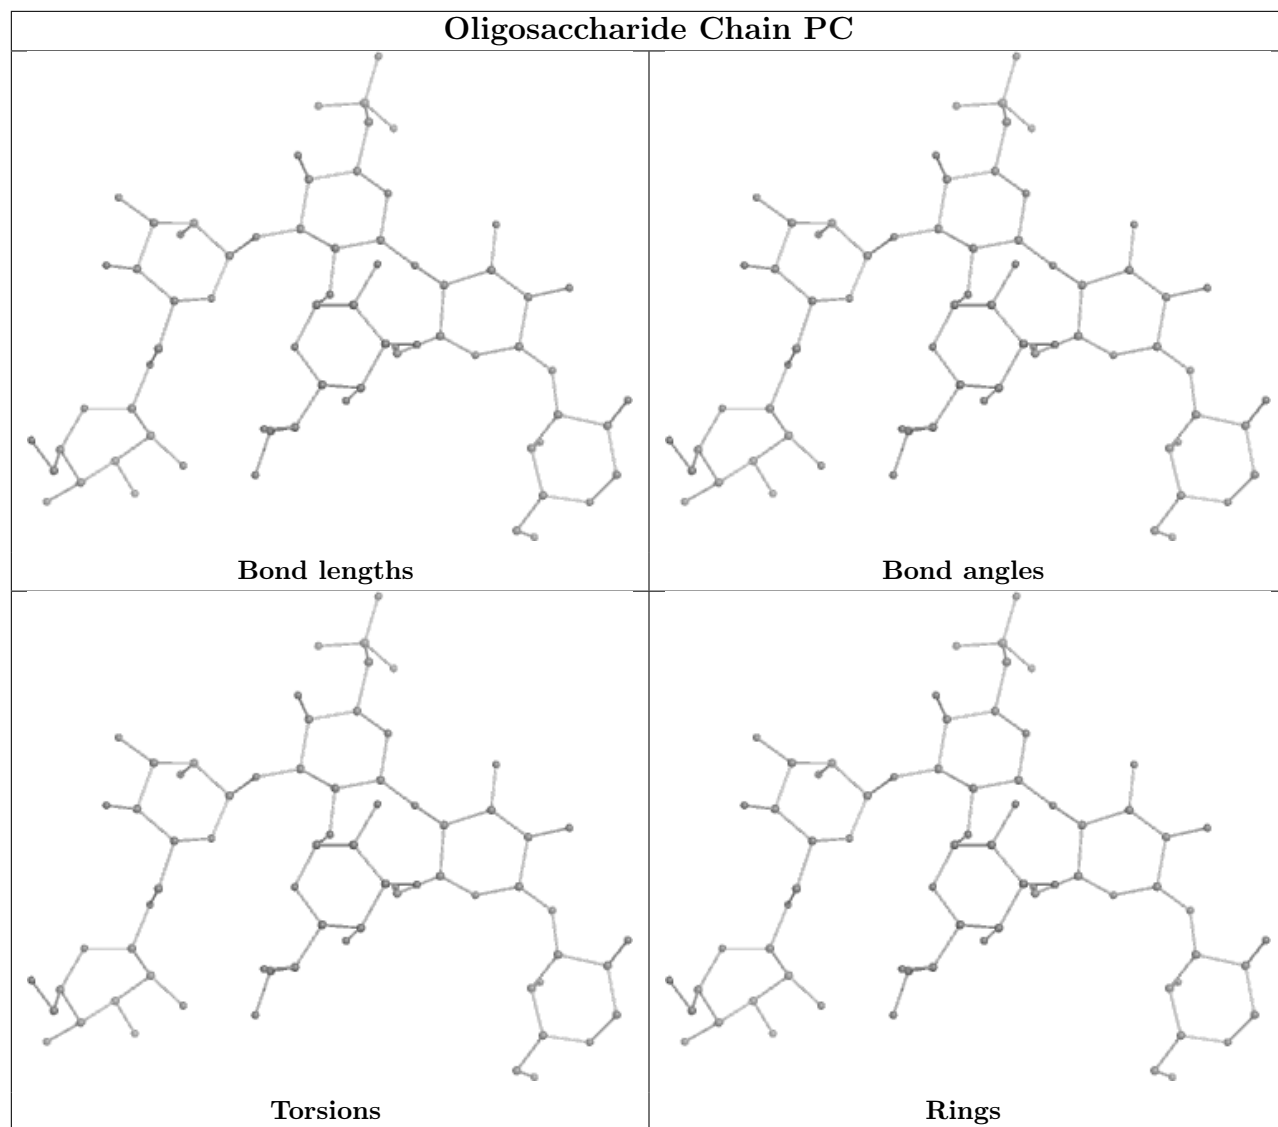 Oligosaccharide Chain PC
Bond lengths
Bond angles
Torsions
Rings